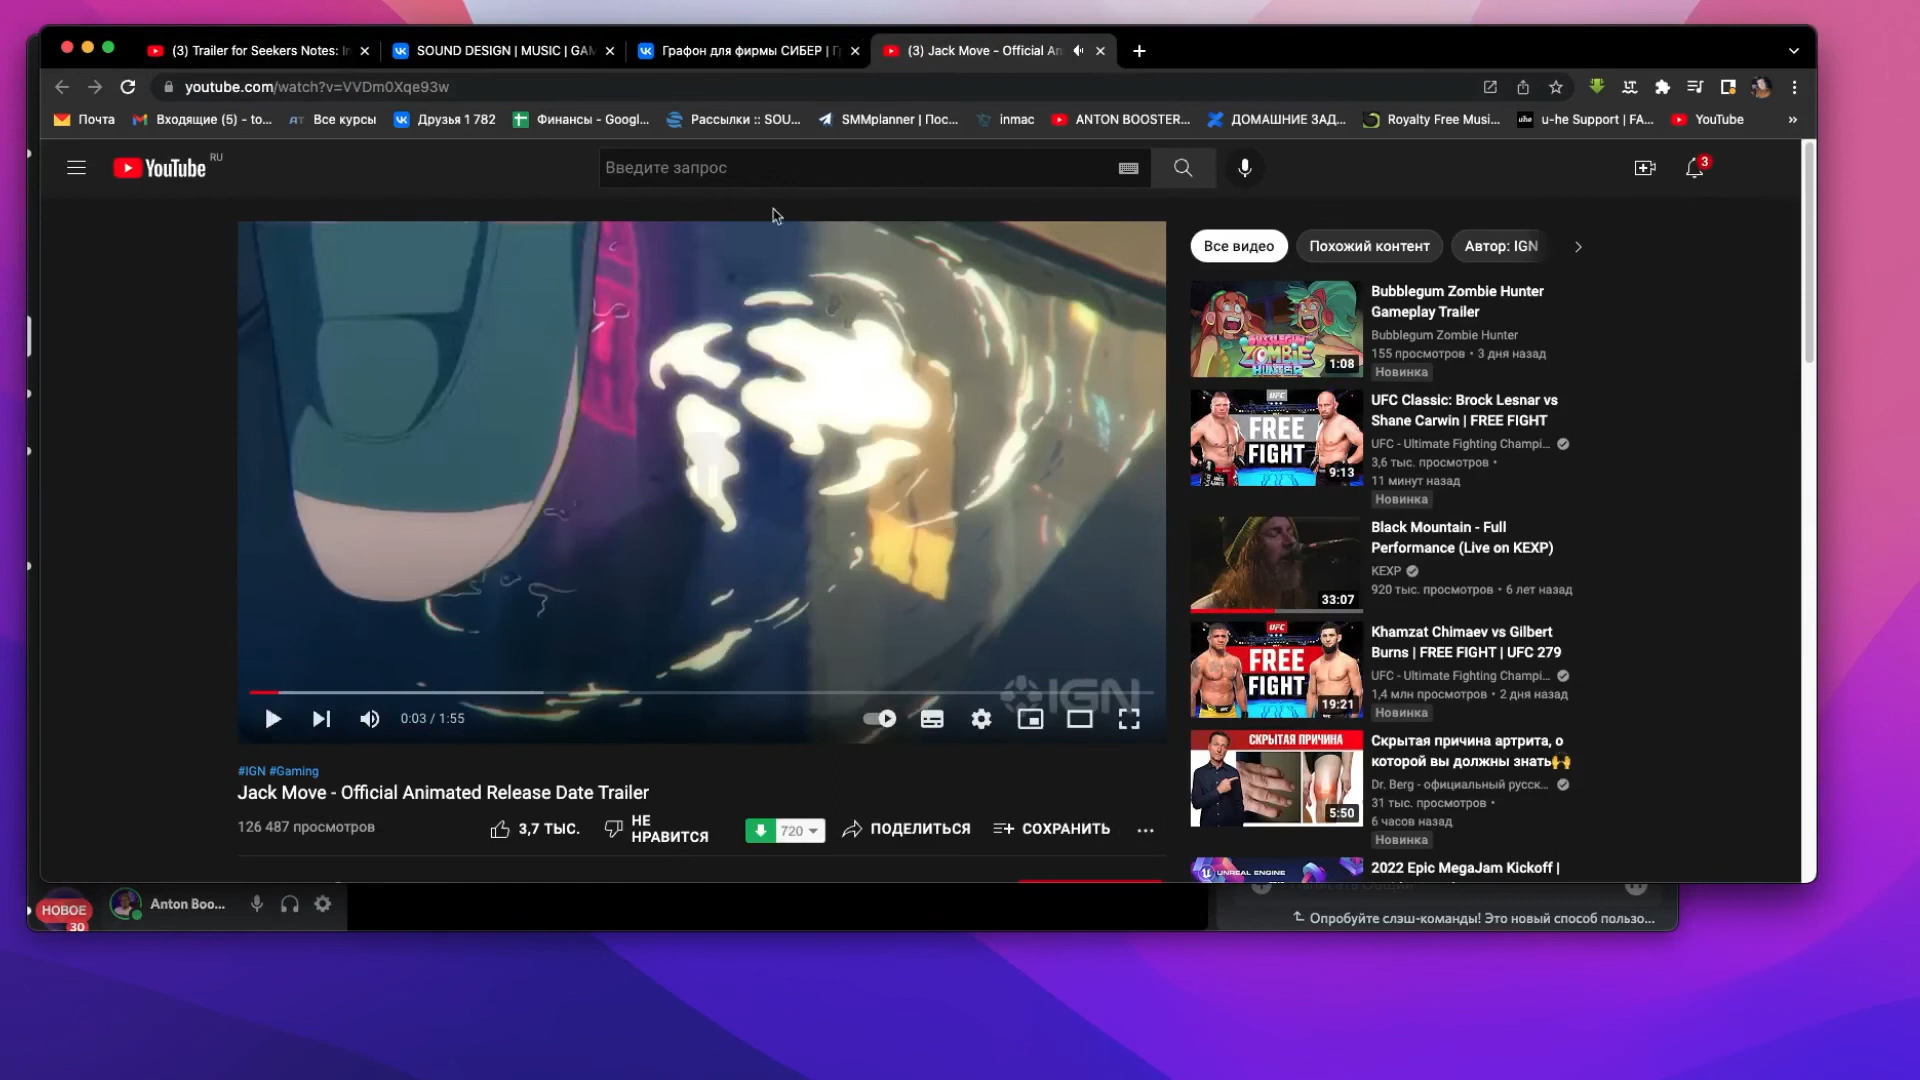 (3) Trailer for Seekers Notes: In
SOUND DESIGN | MUSIC | GAM
Графон для фирмы СИБЕР | Г
(3) Jack Move - Official An
youtube.com/watch?v=VVDm0Xqe93w
Почта
Входящие (5) - to...
Все курсы
Друзья 1 782
Финансы - Googl...
Рассылки :: SOU...
SMMplanner | Пос...
inmac
ANTON BOOSTER...
ДОМАШНИЕ ЗАД...
Royalty Free Musi...
u-he Support | FA...
YouTube
»
YouTube RU
Введите запрос
3
Все видео
Похожий контент
Автор: IGN
Bubblegum Zombie Hunter
Gameplay Trailer
Bubblegum Zombie Hunter
155 просмотров • 3 дня назад
Новинка
BUBBLEGUM
ZOMBIE
HUNTER
1:08
UFC Classic: Brock Lesnar vs
Shane Carwin | FREE FIGHT
UFC - Ultimate Fighting Champi...
3,6 тыс. просмотров •
11 минут назад
Новинка
UFC
FREE
FIGHT
9:13
Black Mountain - Full
Performance (Live on KEXP)
KEXP
920 тыс. просмотров • 6 лет назад
33:07
Khamzat Chimaev vs Gilbert
Burns | FREE FIGHT | UFC 279
UFC - Ultimate Fighting Champi...
1,4 млн просмотров • 2 дня назад
Новинка
UFC
FREE
FIGHT
19:21
Скрытая причина артрита, о
которой вы должны знать🙌
Dr. Berg - официальный русск...
31 тыс. просмотров •
6 часов назад
Новинка
СКРЫТАЯ ПРИЧИНА
5:50
2022 Epic MegaJam Kickoff |
UNREAL ENGINE
IGN
0:03 / 1:55
#IGN #Gaming
Jack Move - Official Animated Release Date Trailer
126 487 просмотров
3,7 ТЫС.
НЕ
НРАВИТСЯ
720
ПОДЕЛИТЬСЯ
СОХРАНИТЬ
НОВОЕ
30
Anton Boo...
Опробуйте слэш-команды! Это новый способ пользо...